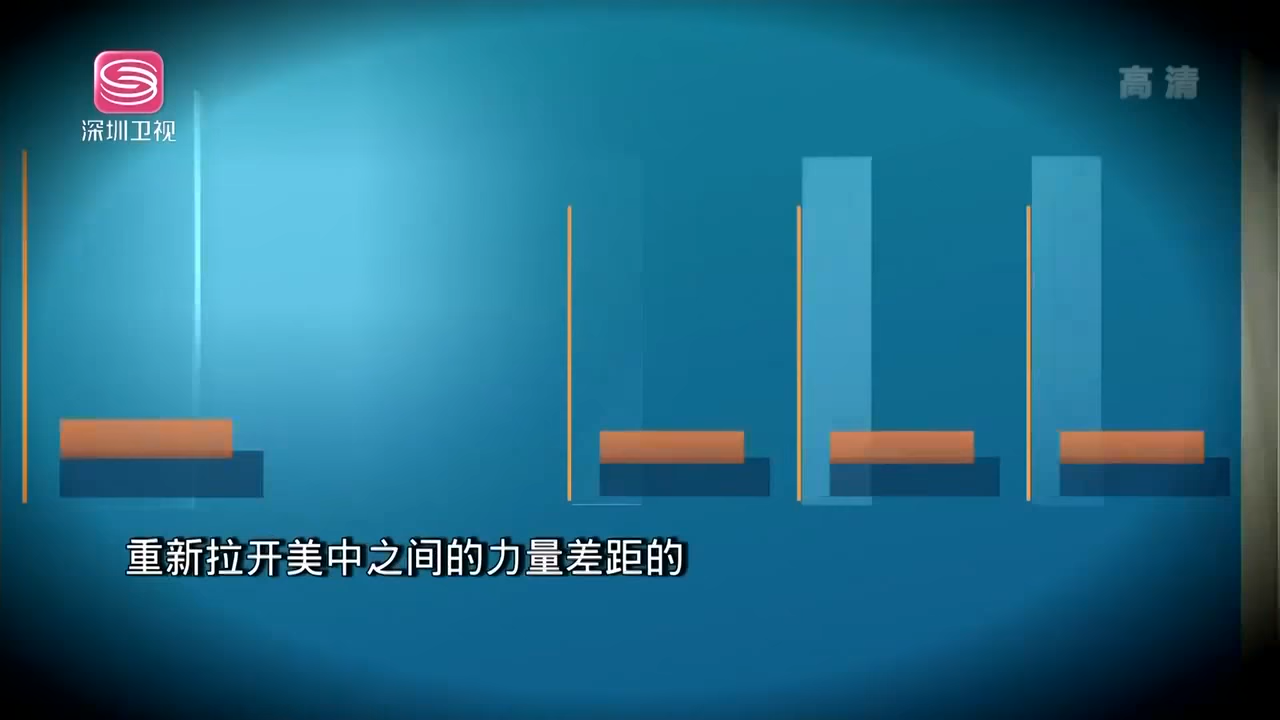 深圳卫视
高清
重新拉开美中之间的力量差距的